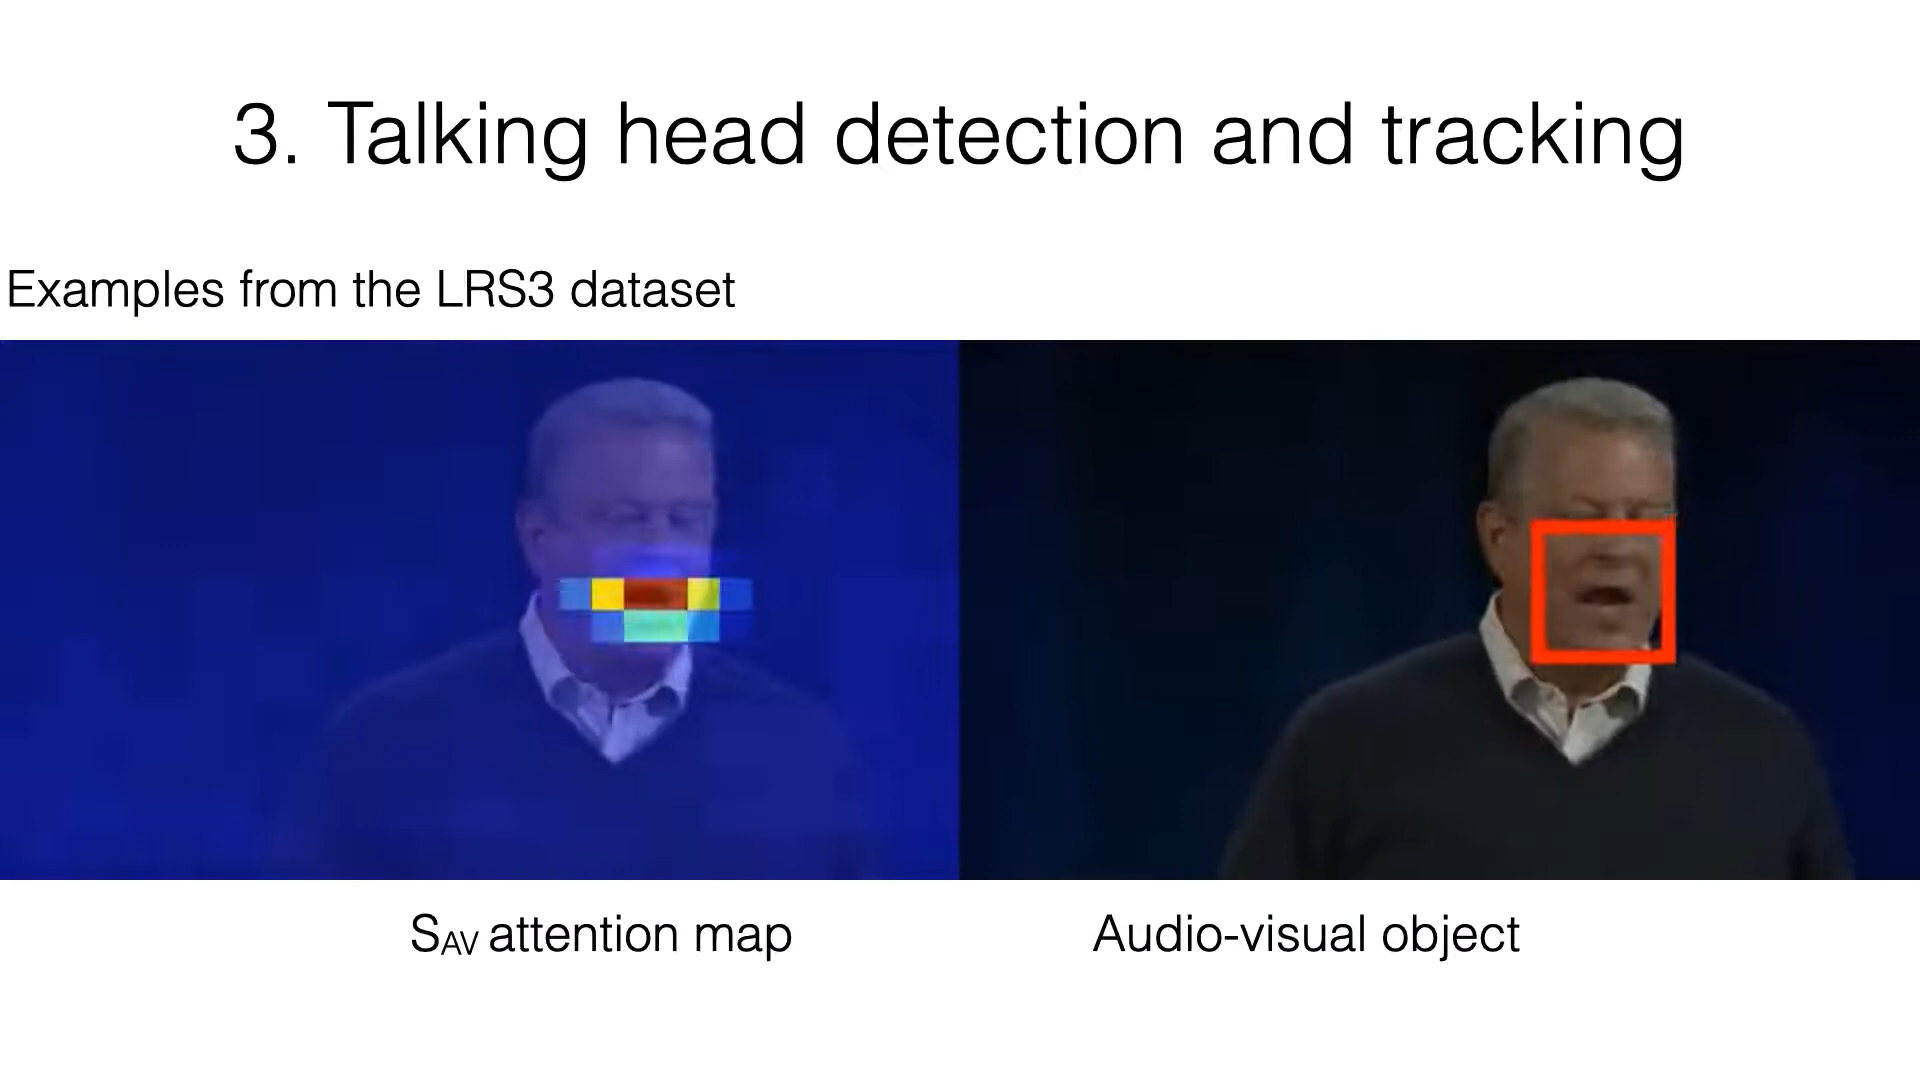 3. Talking head detection and tracking
Examples from the LRS3 dataset
SAV attention map
Audio-visual object